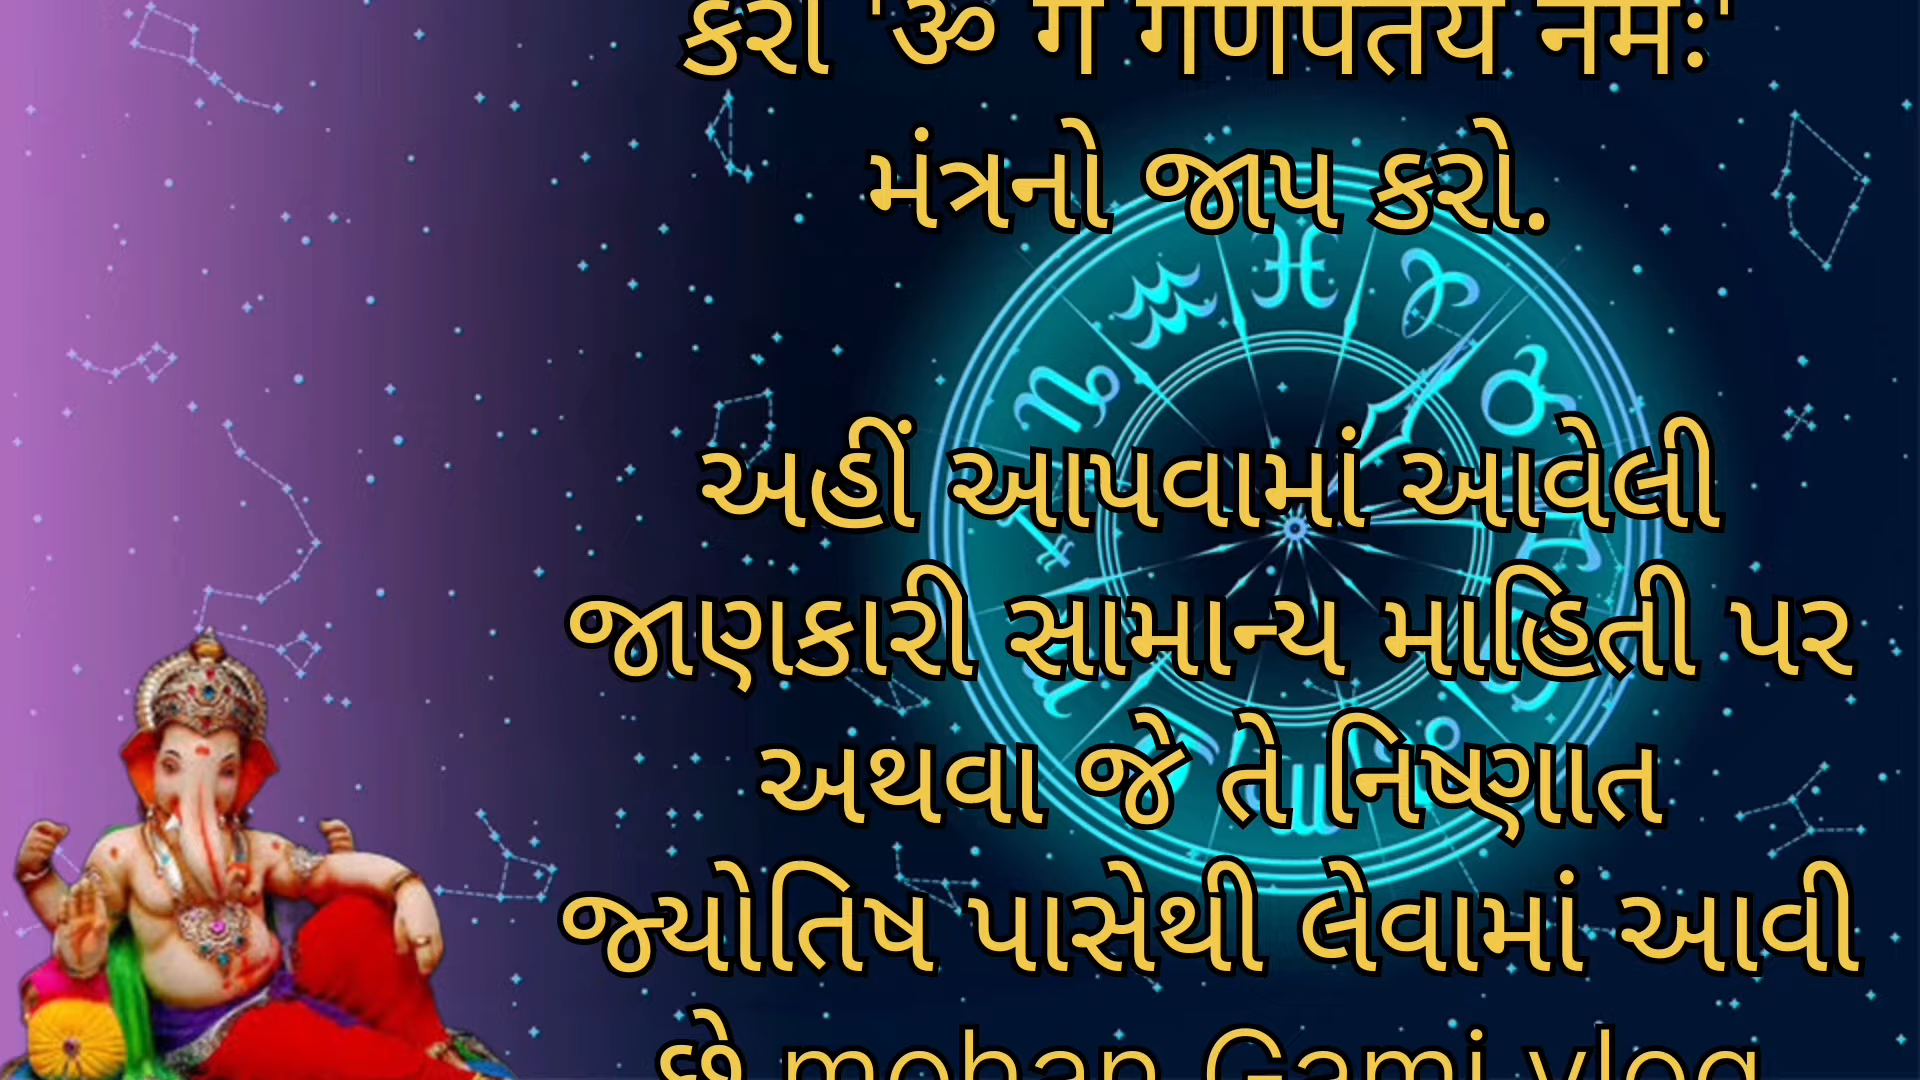 કરો 'ૐ ગં ગણપતયે નમઃ'
મંત્રનો જાપ કરો.
અહીં આપવામાં આવેલી
જાણકારી સામાન્ય માહિતી પર
અથવા જે તે નિષ્ણાત
જ્યોતિષ પાસેથી લેવામાં આવી
છે mohan Gami vlog